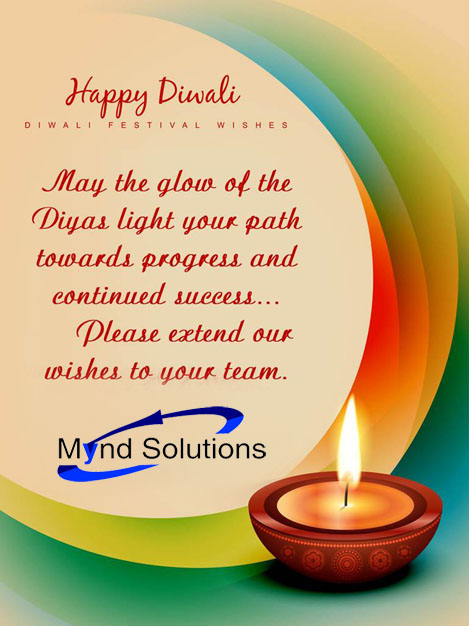 Happy Diwali
DIWALI FESTIVAL WISHES
May the glow of the
Diyas light your path
towards progress and
continued success...
Please extend our
wishes to your team.
Mynd Solutions